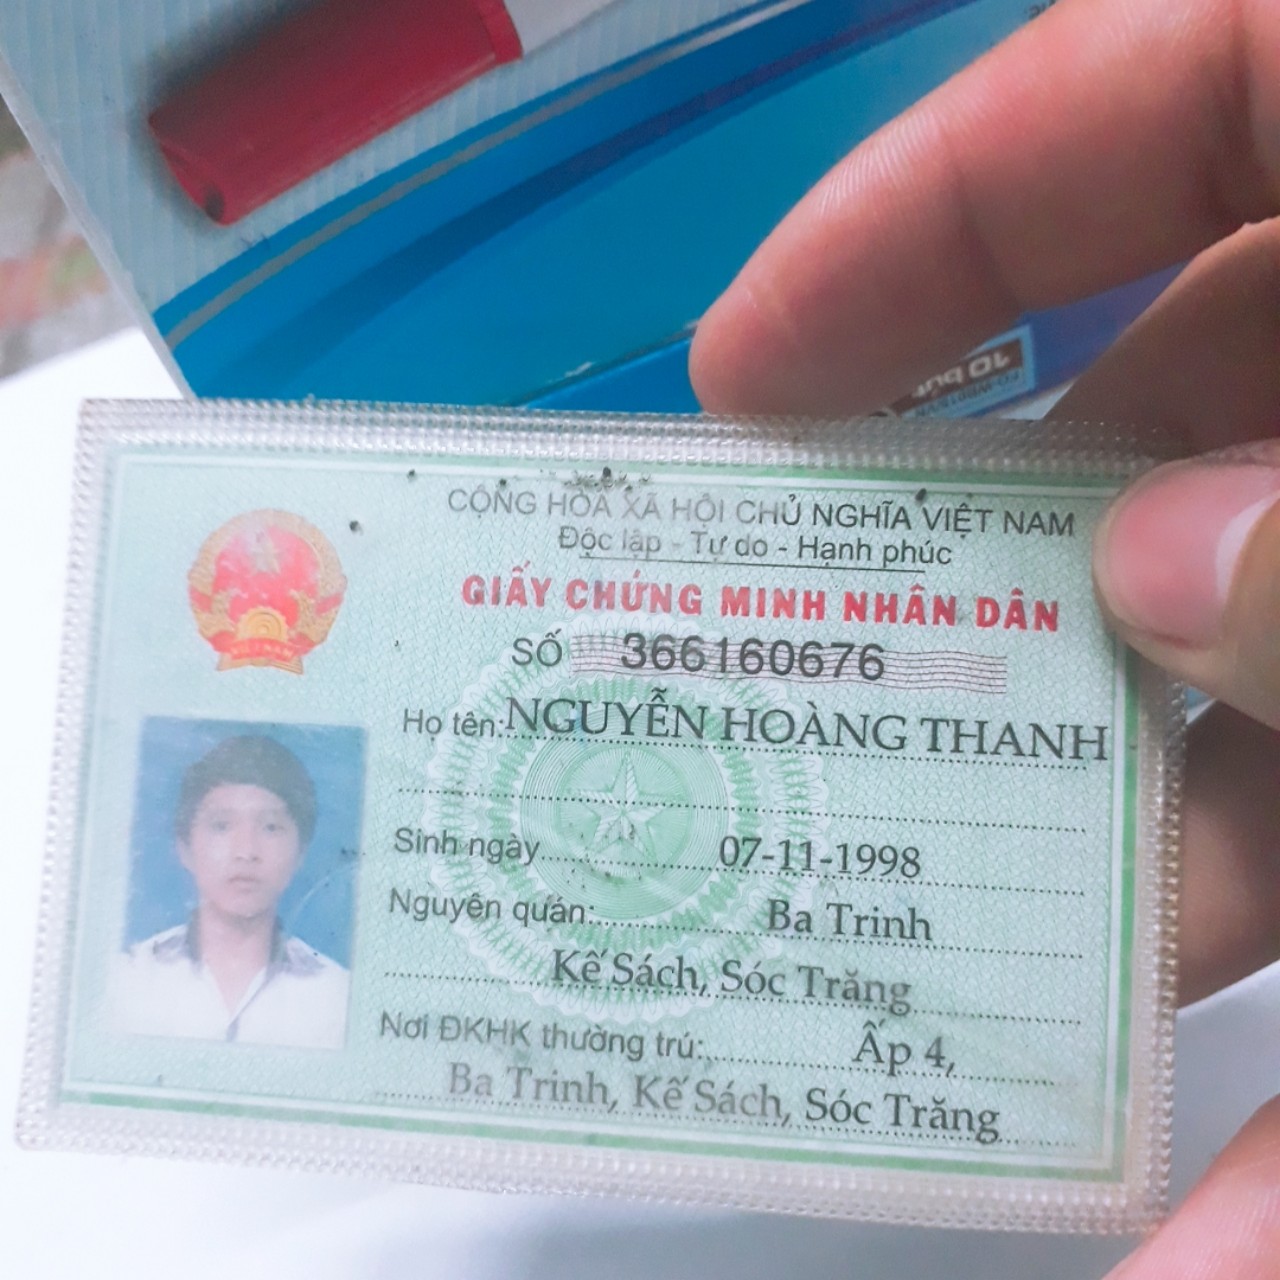 CỘNG HÒA XÃ HỘI CHỦ NGHĨA VIỆT NAM
Độc lập - Tự do - Hạnh phúc
GIẤY CHỨNG MINH NHÂN DÂN
SỐ 366160676
Họ tên: NGUYỄN HOÀNG THANH
Sinh ngày 07-11-1998
Nguyên quán: Ba Trinh
Kế Sách, Sóc Trăng
Nơi ĐKHK thường trú: Ấp 4,
Ba Trinh, Kế Sách, Sóc Trăng
VIỆT NAM
10 bút